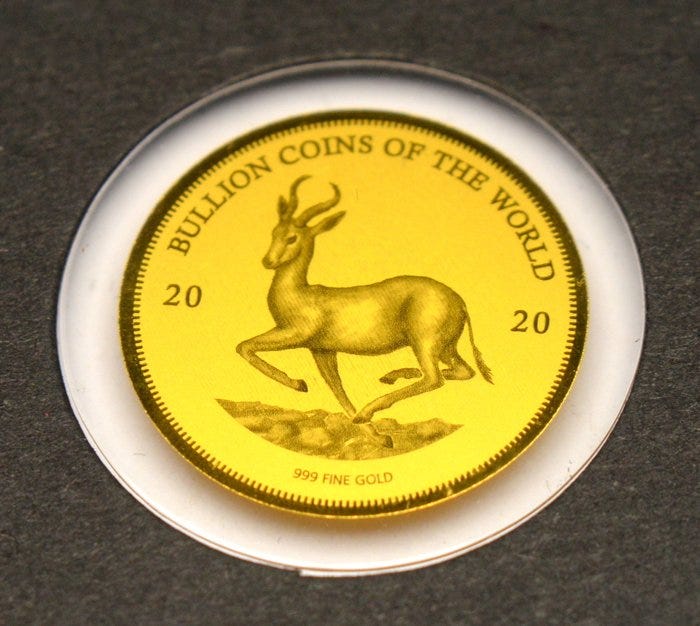 BULLION COINS OF THE WORLD
20 20
999 FINE GOLD